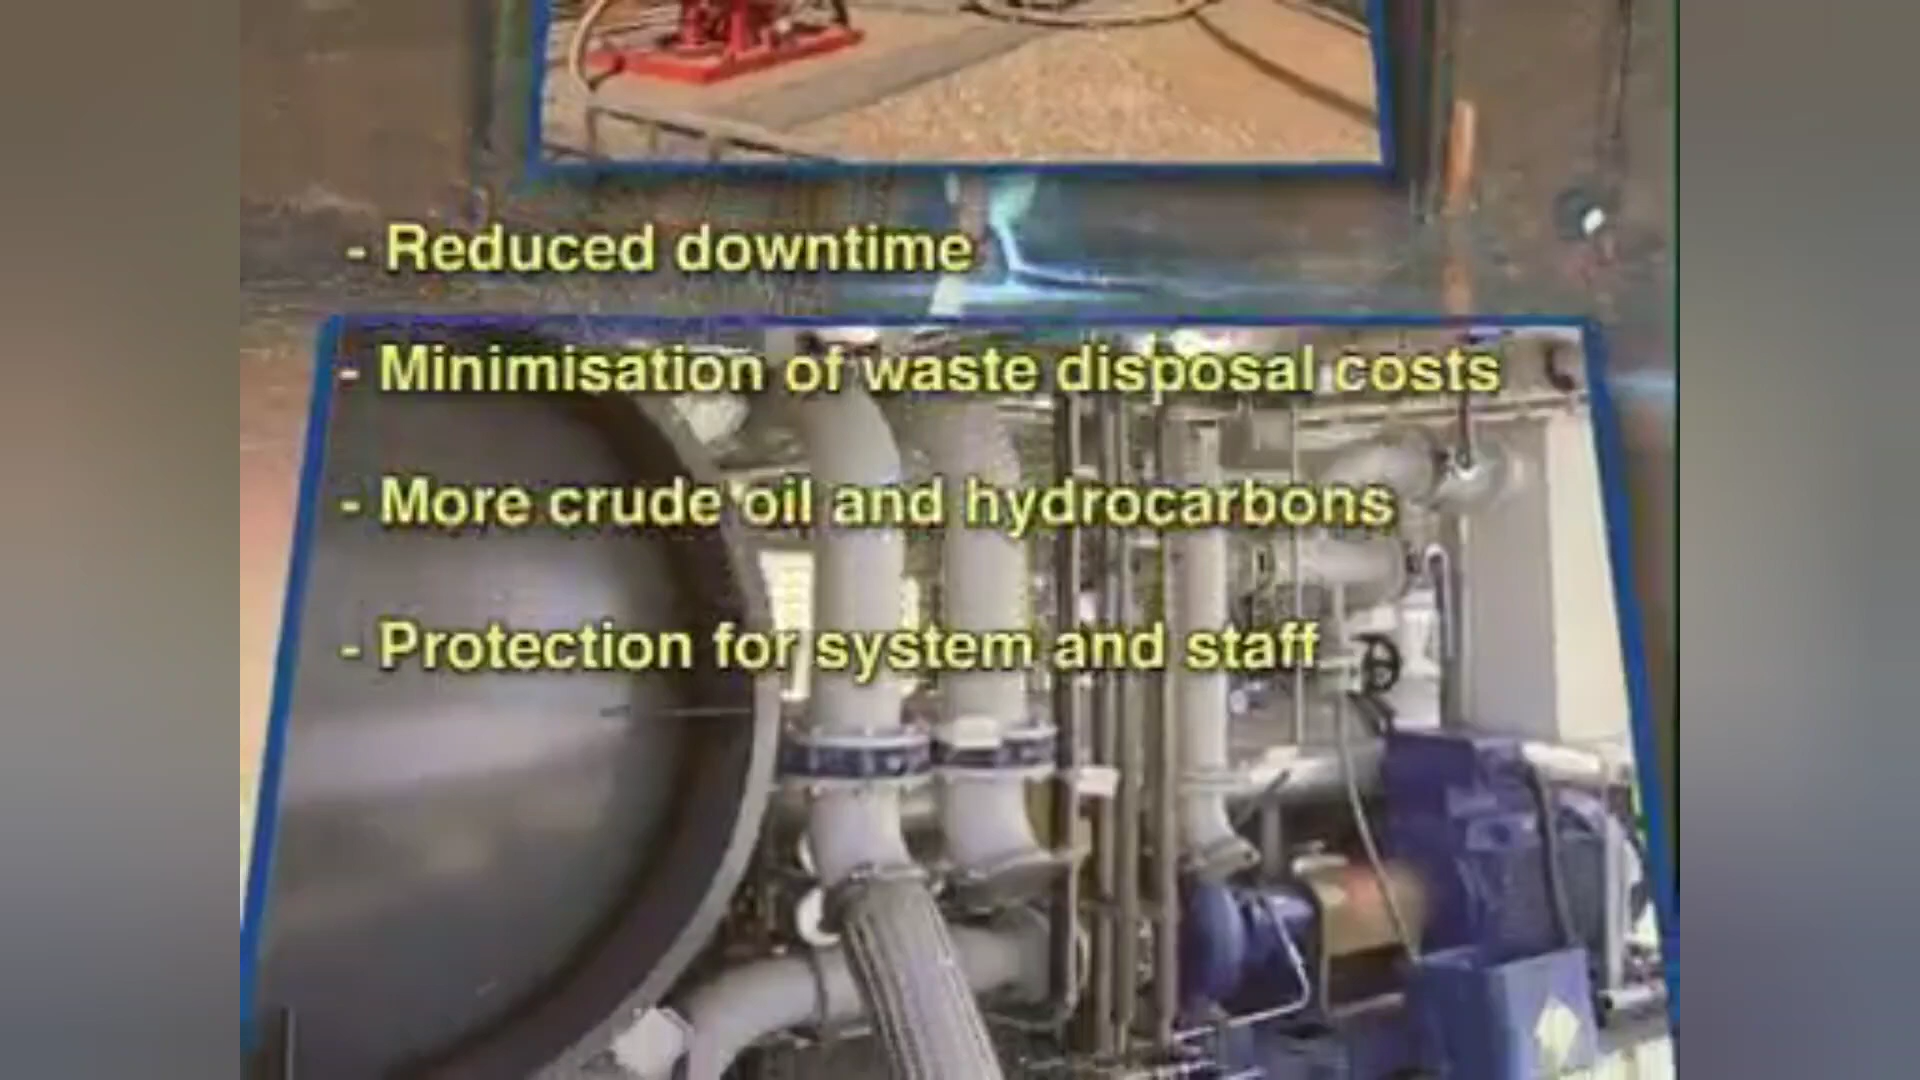 - Reduced downtime
- Minimisation of waste disposal costs
- More crude oil and hydrocarbons
- Protection for system and staff